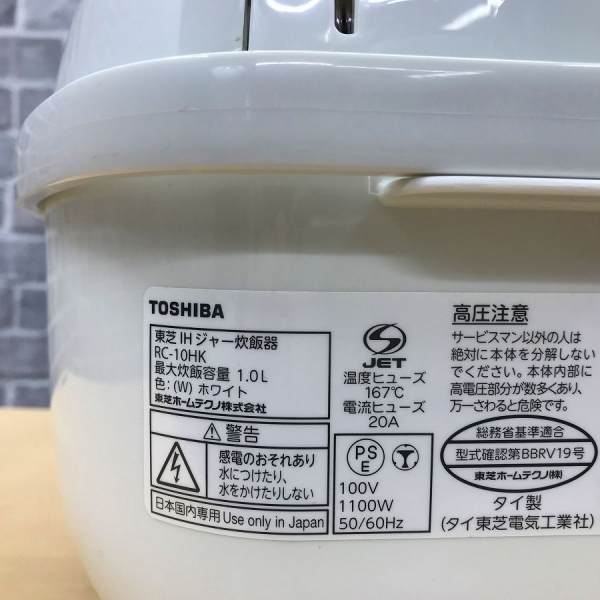 TOSHIBA
東芝IHジャー炊飯器
RC-10HK
最大炊飯容量 1.0L
色：(W) ホワイト
東芝ホームテクノ株式会社
警告
感電のおそれあり
水につけたり、
水をかけたりしない
日本国内専用 Use only in Japan
S
JET
温度ヒューズ
167℃
電流ヒューズ
20A
PS
E
T
100V
1100W
50/60Hz
高圧注意
サービスマン以外の人は
絶対に本体を分解しない
でください。本体内部に
高電圧部分が数多くあり、
万一さわると危険です。
総務省基準適合
型式確認第BBRV19号
東芝ホームテクノ(株)
タイ製
(タイ東芝電気工業社)